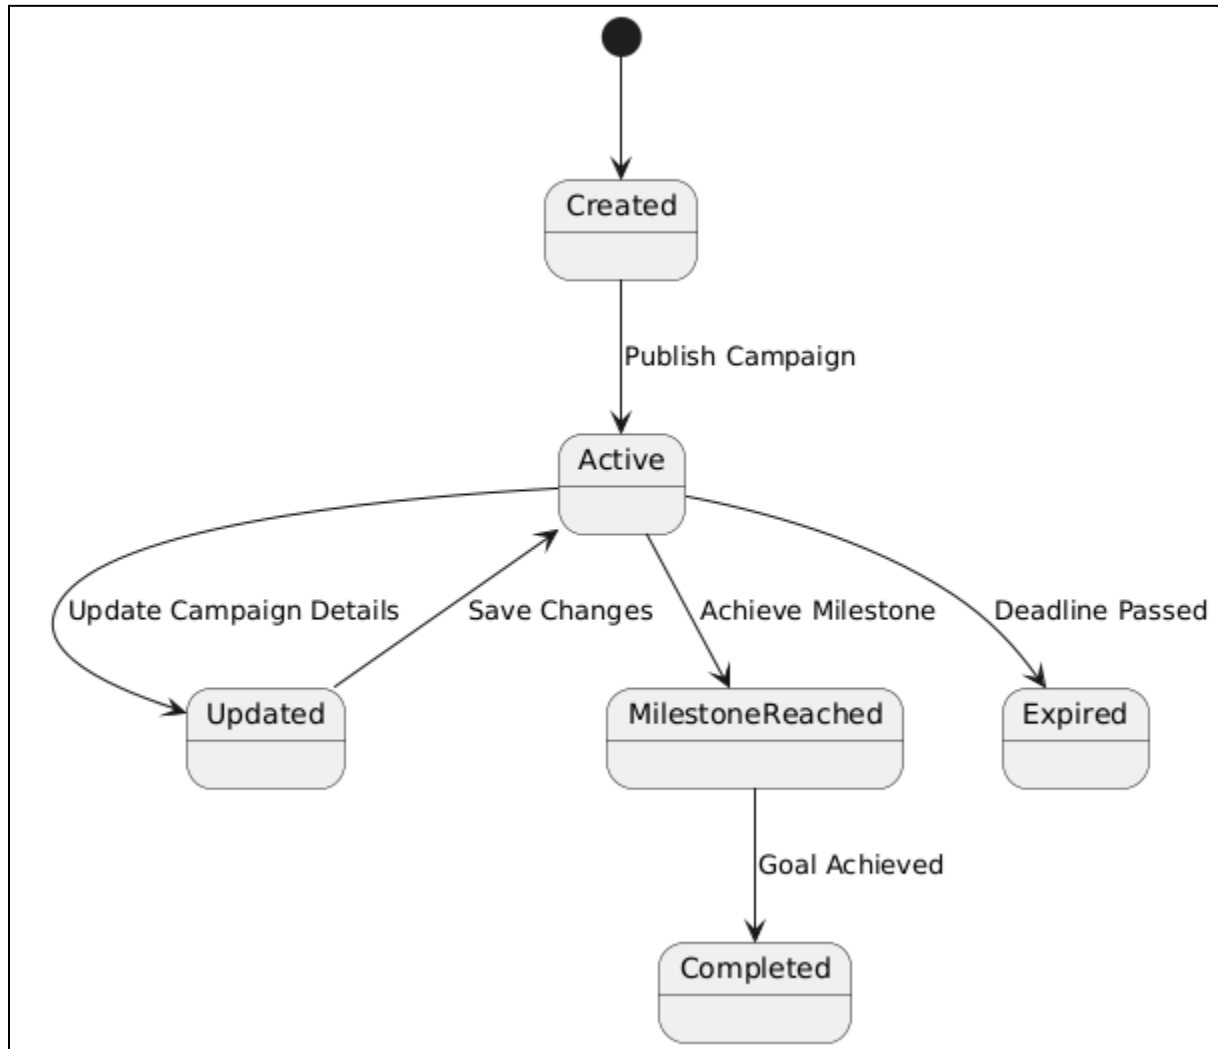 Created
Publish Campaign
Active
Update Campaign Details
Save Changes
Achieve Milestone
Deadline Passed
Updated
MilestoneReached
Expired
Goal Achieved
Completed